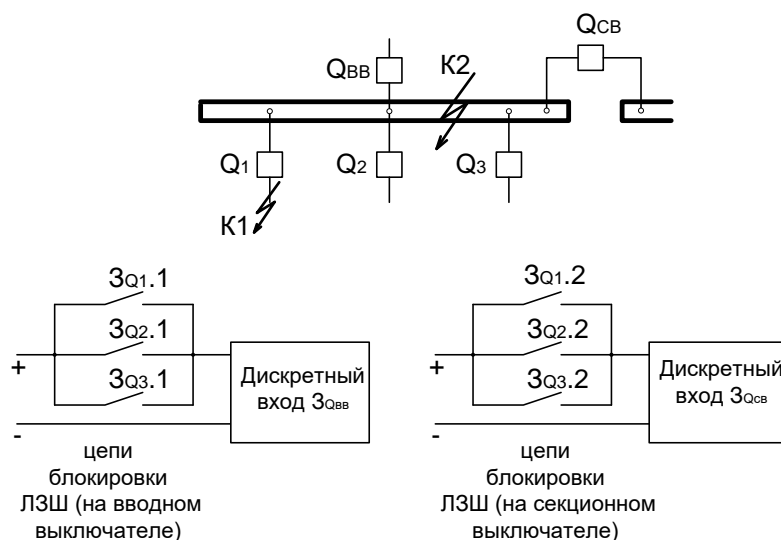 QСВ
QВВ
К2
Q1
Q2
Q3
К1
ЗQ1.1
ЗQ2.1
ЗQ3.1
+
-
Дискретный
вход ЗQвв
цепи
блокировки
ЛЗШ (на вводном
выключателе)
ЗQ1.2
ЗQ2.2
ЗQ3.2
+
-
Дискретный
вход ЗQсв
цепи
блокировки
ЛЗШ (на секционном
выключателе)